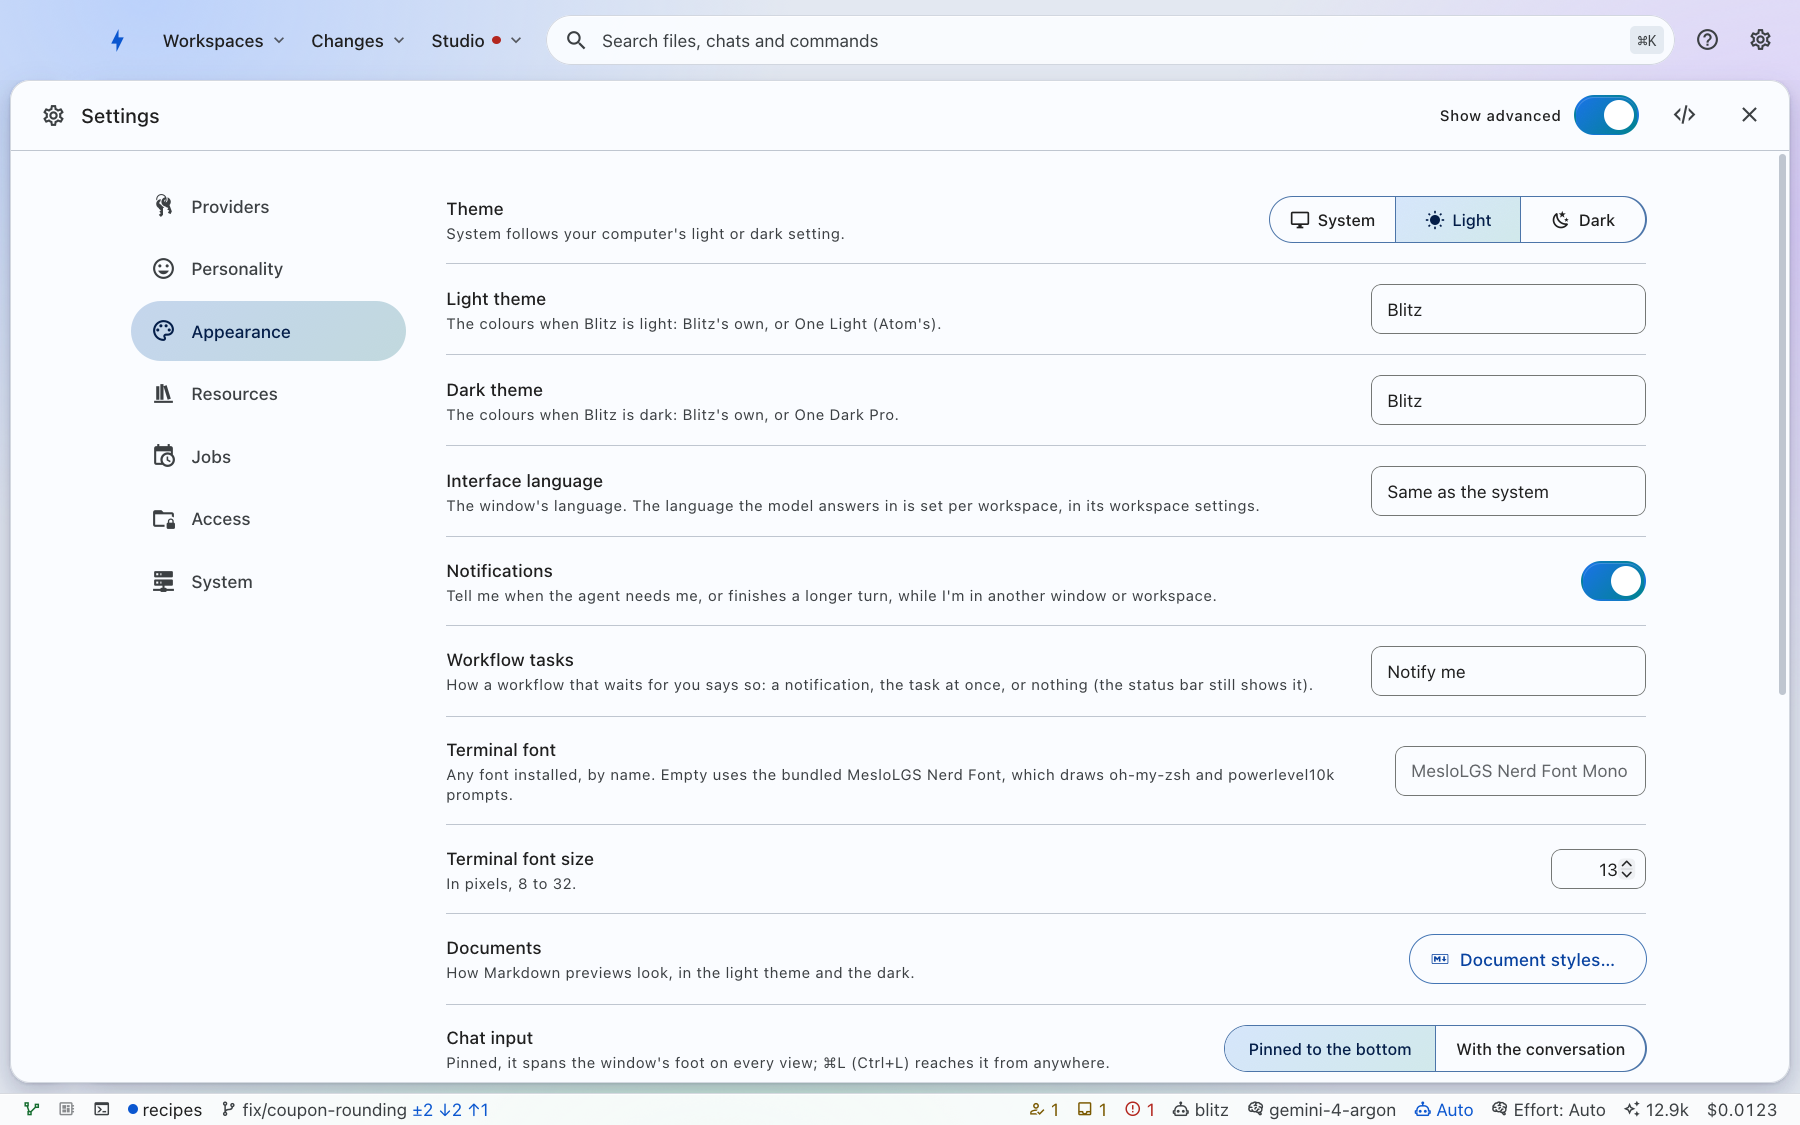 Workspaces
Changes
Studio
Search files, chats and commands
⌘K
Settings
Show advanced
Providers
Personality
Appearance
Resources
Jobs
Access
System
Theme
System follows your computer's light or dark setting.
System
Light
Dark
Light theme
The colours when Blitz is light: Blitz's own, or One Light (Atom's).
Blitz
Dark theme
The colours when Blitz is dark: Blitz's own, or One Dark Pro.
Blitz
Interface language
The window's language. The language the model answers in is set per workspace, in its workspace settings.
Same as the system
Notifications
Tell me when the agent needs me, or finishes a longer turn, while I'm in another window or workspace.
Workflow tasks
How a workflow that waits for you says so: a notification, the task at once, or nothing (the status bar still shows it).
Notify me
Terminal font
Any font installed, by name. Empty uses the bundled MesloLGS Nerd Font, which draws oh-my-zsh and powerlevel10k
prompts.
MesloLGS Nerd Font Mono
Terminal font size
In pixels, 8 to 32.
13
Documents
How Markdown previews look, in the light theme and the dark.
Document styles...
Chat input
Pinned, it spans the window's foot on every view; ⌘L (Ctrl+L) reaches it from anywhere.
Pinned to the bottom
With the conversation
recipes
fix/coupon-rounding ±2 ↓2 ↑1
1
1
1
blitz
gemini-4-argon
Auto
Effort: Auto
12.9k
$0.0123